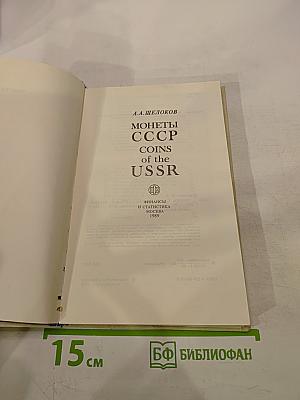 А.А.ЩЕЛОКОВ
МОНЕТЫ
СССР
COINS
of the
USSR
ФИНАНСЫ
И СТАТИСТИКА
МОСКВА
1989
15 см
БФ БИБЛИОФАН